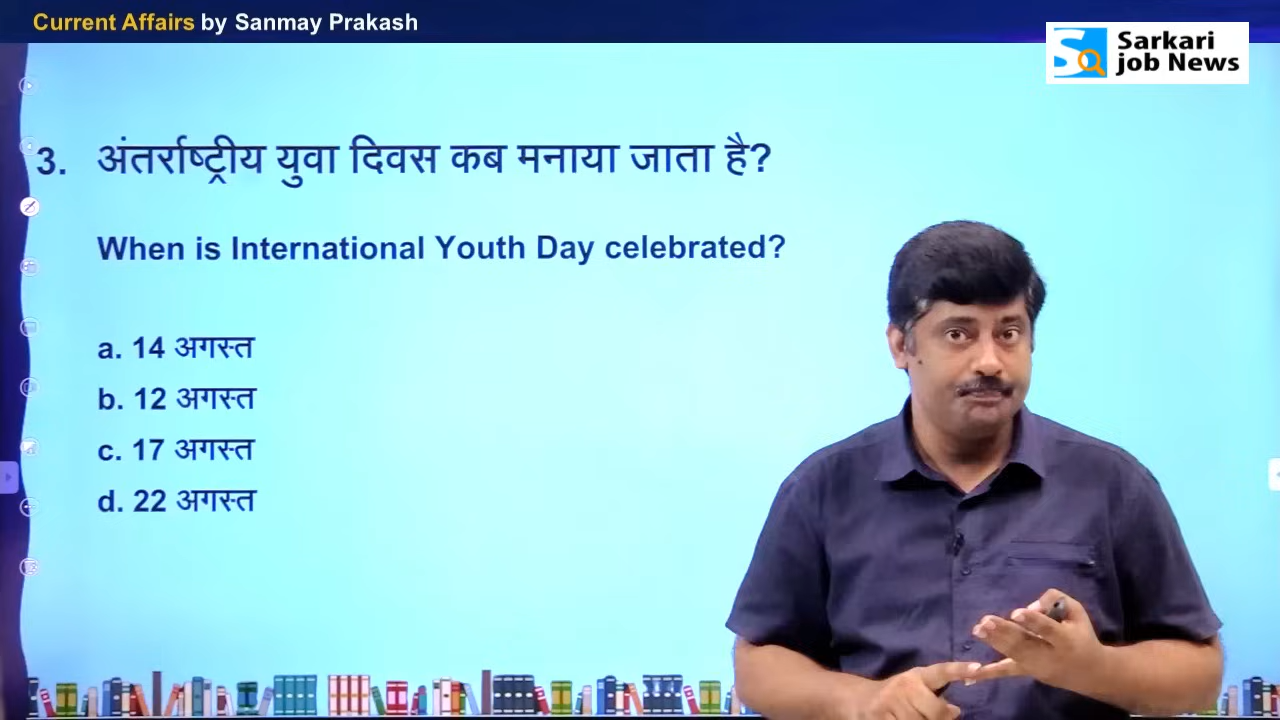 Current Affairs by Sanmay Prakash
Sarkari
job News
3. अंतर्राष्ट्रीय युवा दिवस कब मनाया जाता है?
When is International Youth Day celebrated?
a. 14 अगस्त
b. 12 अगस्त
c. 17 अगस्त
d. 22 अगस्त